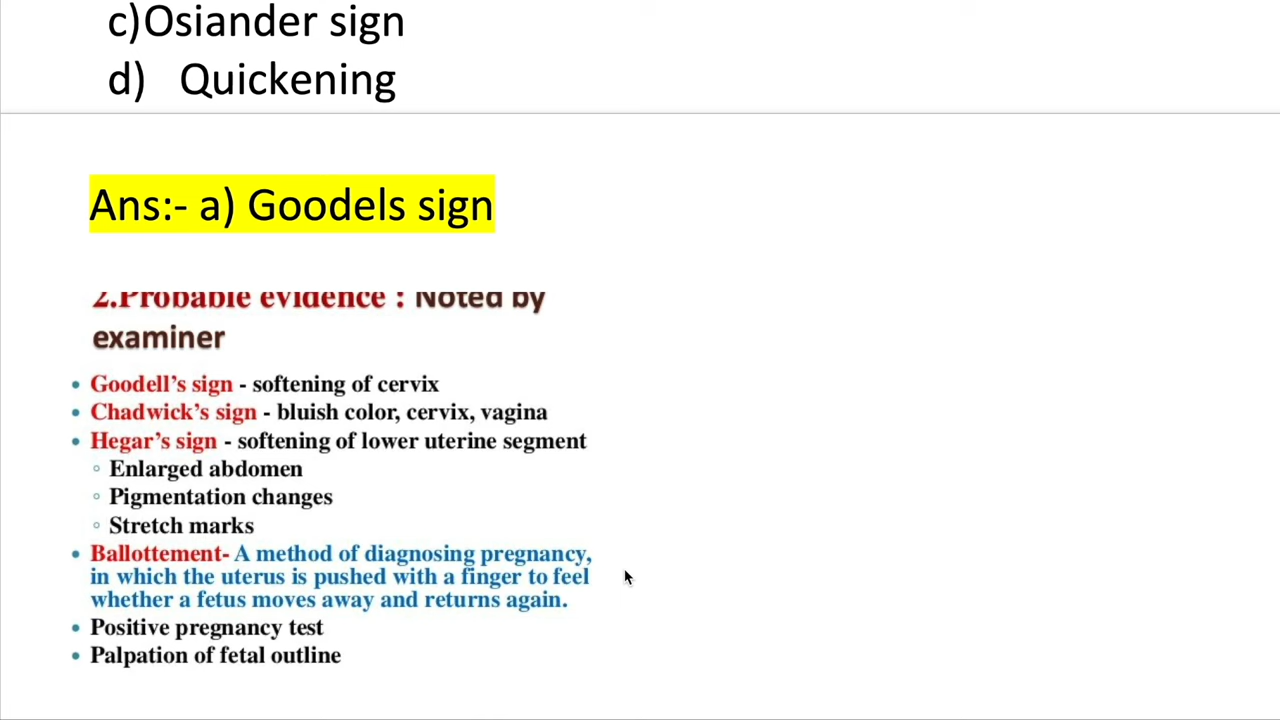 c)Osiander sign
d) Quickening
Ans:- a) Goodels sign
2.Probable evidence : Noted by
examiner
• Goodell's sign - softening of cervix
• Chadwick's sign - bluish color, cervix, vagina
• Hegar's sign - softening of lower uterine segment
◦ Enlarged abdomen
◦ Pigmentation changes
◦ Stretch marks
• Ballottement- A method of diagnosing pregnancy,
in which the uterus is pushed with a finger to feel
whether a fetus moves away and returns again.
• Positive pregnancy test
• Palpation of fetal outline